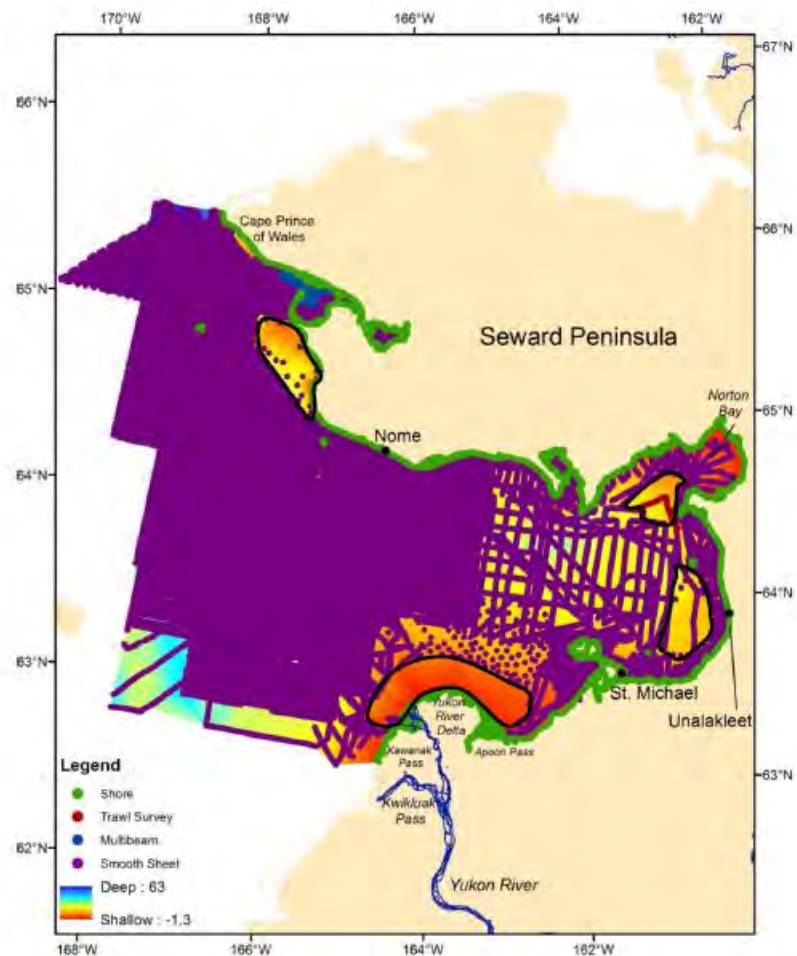 170°W 168°W 166°W 164°W 162°W
67°N
66°N
Cape Prince
of Wales
66°N
65°N
Seward Peninsula
Norton
Bay
65°N
Nome
64°N
64°N
63°N
St. Michael
Unalakleet
Yukon
River
Delta
Kawanak
Pass
Apoon Pass
63°N
Kwikluak
Pass
62°N
Yukon River
Legend
Shore
Trawl Survey
Multibeam
Smooth Sheet
Deep : 63
Shallow : -1.3
168°W 166°W 164°W 162°W